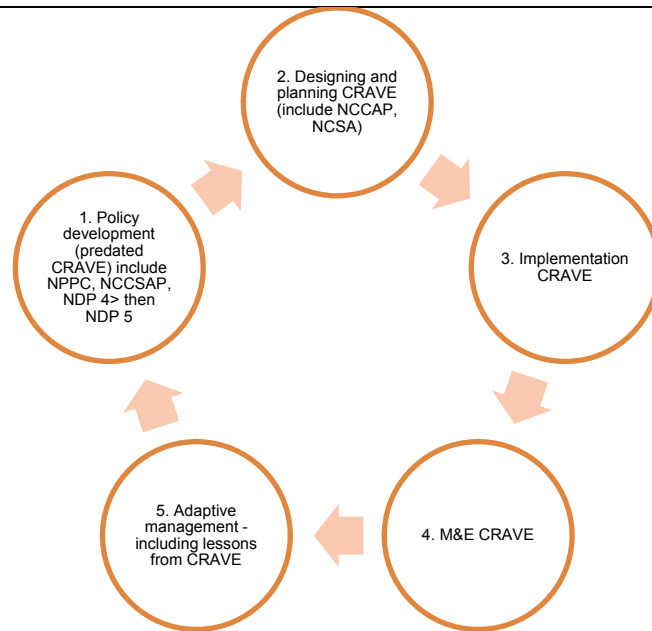 1. Policy
development
(predated
CRAVE) include
NPPC, NCCSAP,
NDP 4> then
NDP 5
2. Designing and
planning CRAVE
(include NCCAP,
NCSA)
3. Implementation
CRAVE
4. M&E CRAVE
5. Adaptive
management -
including lessons
from CRAVE